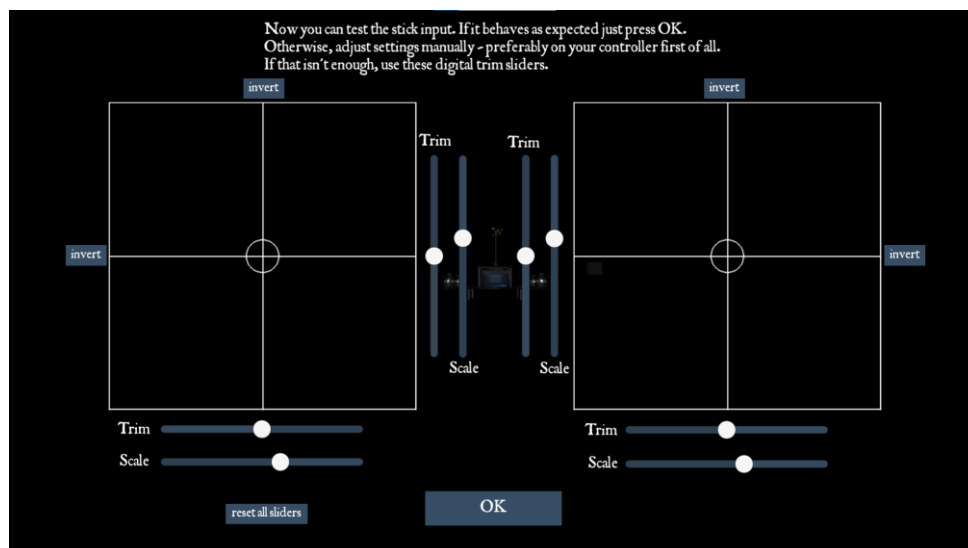 Now you can test the stick input. If it behaves as expected just press OK.
Otherwise, adjust settings manually - preferably on your controller first of all.
If that isn´t enough, use these digital trim sliders.
invert
invert
Trim
Trim
invert
invert
Scale
Scale
Trim
Trim
Scale
Scale
reset all sliders
OK